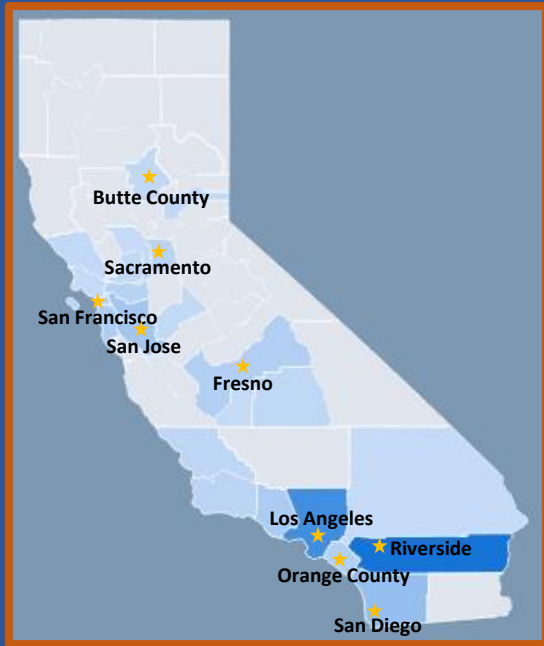 Butte County
Sacramento
San Francisco
San Jose
Fresno
Los Angeles
Riverside
Orange County
San Diego